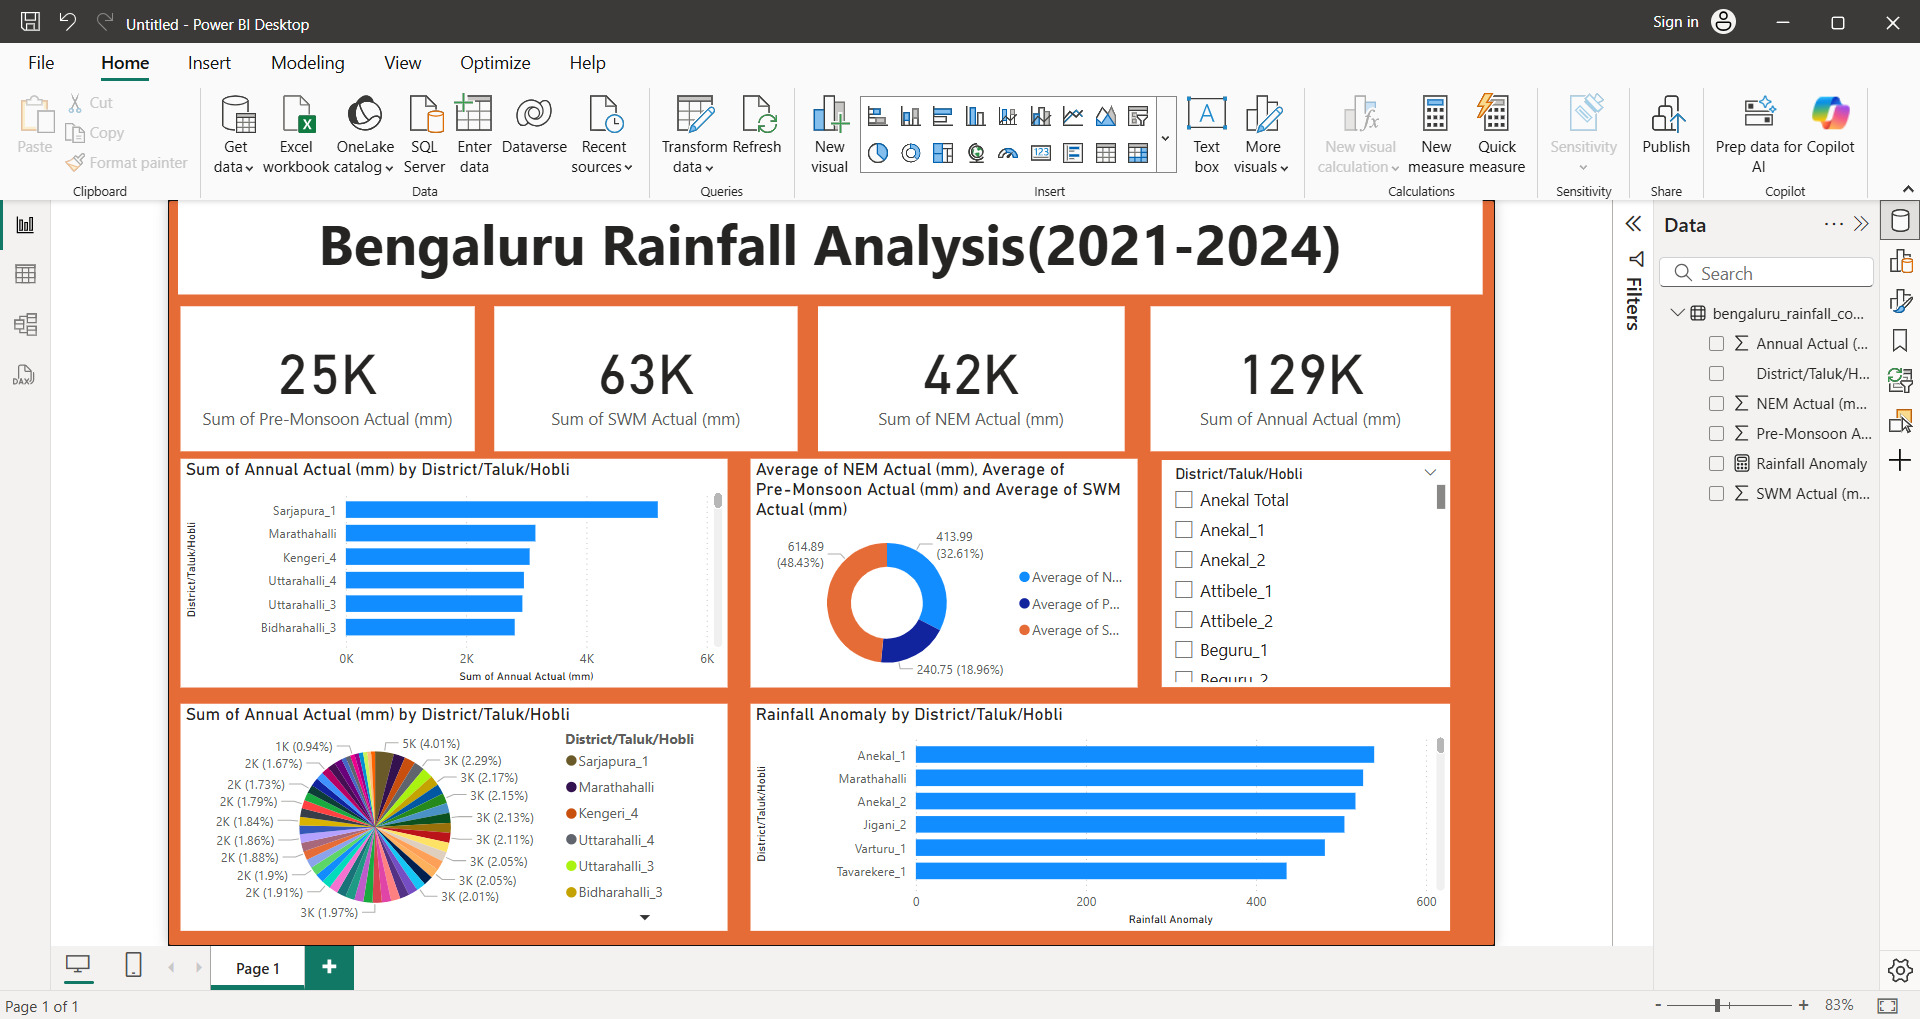 Untitled - Power BI Desktop
Sign in
File
Home
Insert
Modeling
View
Optimize
Help
Paste
Cut
Copy
Format painter
Clipboard
Get data
Excel workbook
OneLake catalog
SQL Server
Enter data
Dataverse
Recent sources
Data
Transform data
Refresh
Queries
New visual
123
Insert
A
Text box
More visuals
New visual calculation
New measure
Quick measure
Calculations
Sensitivity
Sensitivity
Publish
Share
Prep data for AI
Copilot
Copilot
DAX
Bengaluru Rainfall Analysis(2021-2024)
25K
Sum of Pre-Monsoon Actual (mm)
63K
Sum of SWM Actual (mm)
42K
Sum of NEM Actual (mm)
129K
Sum of Annual Actual (mm)
Sum of Annual Actual (mm) by District/Taluk/Hobli
District/Taluk/Hobli
Sarjapura_1
Marathahalli
Kengeri_4
Uttarahalli_4
Uttarahalli_3
Bidharahalli_3
0K
2K
4K
6K
Sum of Annual Actual (mm)
Average of NEM Actual (mm), Average of
Pre-Monsoon Actual (mm) and Average of SWM
Actual (mm)
614.89
(48.43%)
413.99
(32.61%)
240.75 (18.96%)
Average of N...
Average of P...
Average of S...
District/Taluk/Hobli
Anekal Total
Anekal_1
Anekal_2
Attibele_1
Attibele_2
Beguru_1
Beguru_2
Sum of Annual Actual (mm) by District/Taluk/Hobli
1K (0.94%)
2K (1.67%)
2K (1.73%)
2K (1.79%)
2K (1.84%)
2K (1.86%)
2K (1.88%)
2K (1.9%)
2K (1.91%)
3K (1.97%)
5K (4.01%)
3K (2.29%)
3K (2.17%)
3K (2.15%)
3K (2.13%)
3K (2.11%)
3K (2.05%)
3K (2.05%)
3K (2.01%)
District/Taluk/Hobli
Sarjapura_1
Marathahalli
Kengeri_4
Uttarahalli_4
Uttarahalli_3
Bidharahalli_3
Rainfall Anomaly by District/Taluk/Hobli
District/Taluk/Hobli
Anekal_1
Marathahalli
Anekal_2
Jigani_2
Varturu_1
Tavarekere_1
0
200
400
600
Rainfall Anomaly
Filters
Data
Search
bengaluru_rainfall_co...
Annual Actual (...
District/Taluk/H...
NEM Actual (m...
Pre-Monsoon A...
Rainfall Anomaly
SWM Actual (m...
Page 1
Page 1 of 1
83%